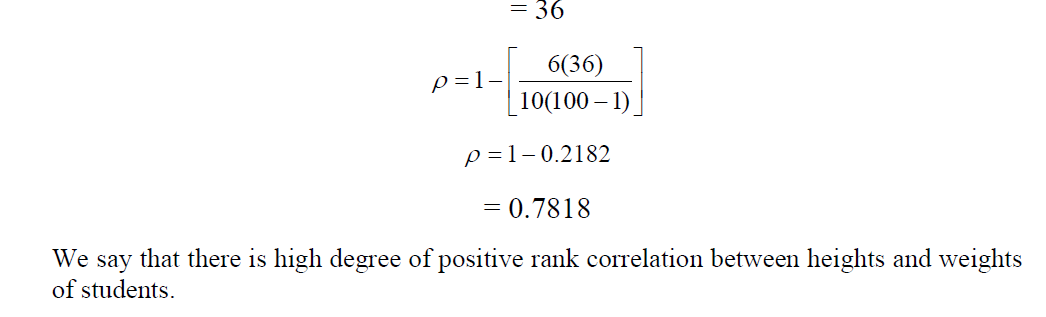 = 36
ρ = 1 − [ 6(36) / 10(100 − 1) ]
ρ = 1 − 0.2182
= 0.7818
We say that there is high degree of positive rank correlation between heights and weights
of students.